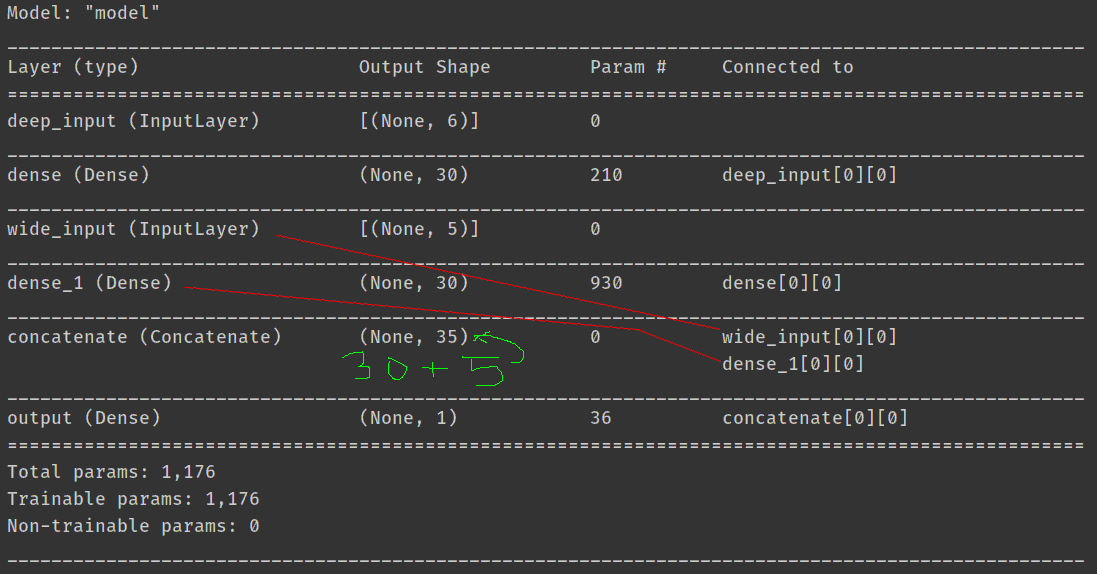 Model: "model"
Layer (type) Output Shape Param # Connected to
deep_input (InputLayer) [(None, 6)] 0
dense (Dense) (None, 30) 210 deep_input[0][0]
wide_input (InputLayer) [(None, 5)] 0
dense_1 (Dense) (None, 30) 930 dense[0][0]
concatenate (Concatenate) (None, 35) 0 wide_input[0][0]
dense_1[0][0]
30+5
output (Dense) (None, 1) 36 concatenate[0][0]
Total params: 1,176
Trainable params: 1,176
Non-trainable params: 0